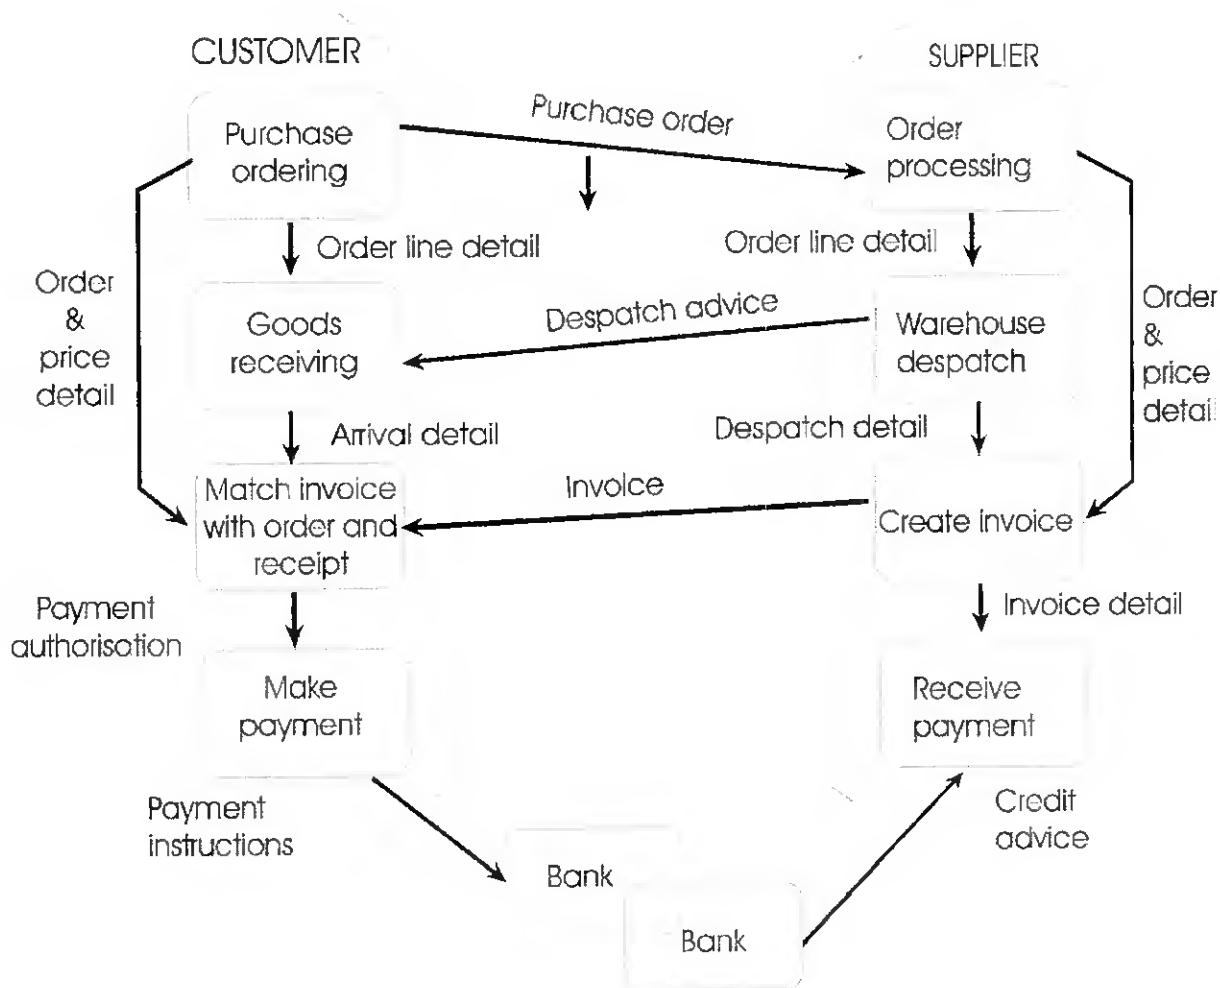 CUSTOMER
SUPPLIER
Purchase order
Purchase
ordering
Order
processing
Order line detail
Order line detail
Order
&
price
detail
Order
&
price
detail
Despatch advice
Goods
receiving
Warehouse
despatch
Arrival detail
Despatch detail
Match invoice
with order and
receipt
Invoice
Create invoice
Payment
authorisation
Invoice detail
Make
payment
Receive
payment
Payment
instructions
Credit
advice
Bank
Bank